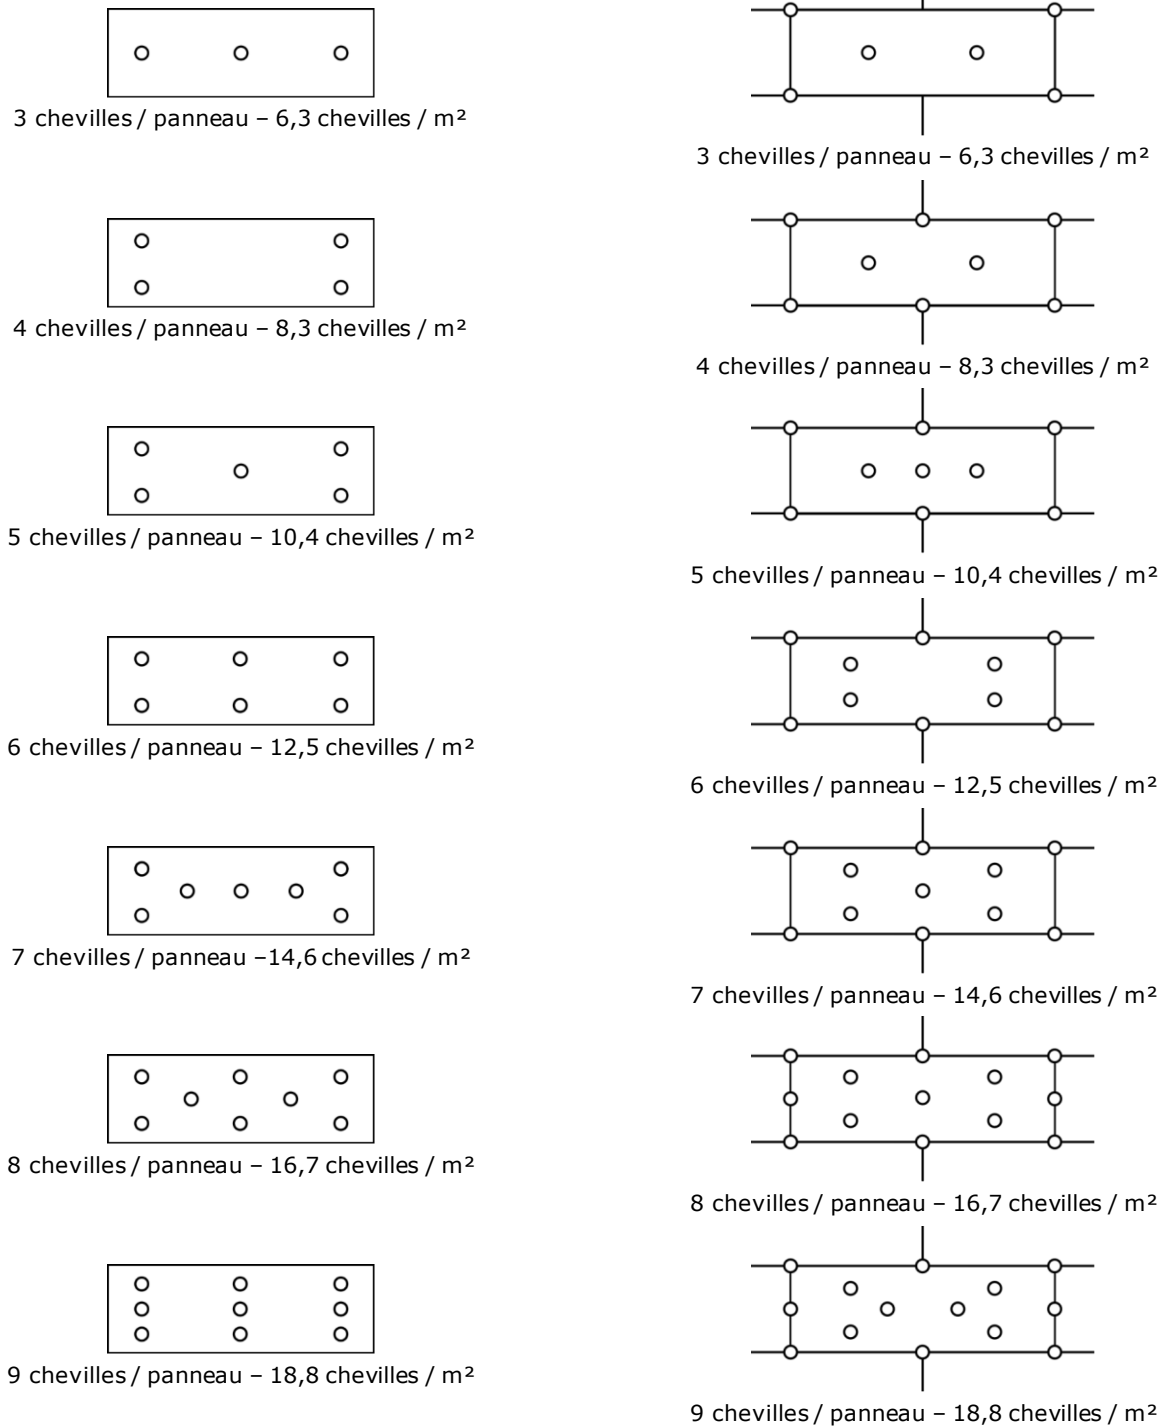 3 chevilles / panneau – 6,3 chevilles / m²
3 chevilles / panneau – 6,3 chevilles / m²
4 chevilles / panneau – 8,3 chevilles / m²
4 chevilles / panneau – 8,3 chevilles / m²
5 chevilles / panneau – 10,4 chevilles / m²
5 chevilles / panneau – 10,4 chevilles / m²
6 chevilles / panneau – 12,5 chevilles / m²
6 chevilles / panneau – 12,5 chevilles / m²
7 chevilles / panneau –14,6 chevilles / m²
7 chevilles / panneau – 14,6 chevilles / m²
8 chevilles / panneau – 16,7 chevilles / m²
8 chevilles / panneau – 16,7 chevilles / m²
9 chevilles / panneau – 18,8 chevilles / m²
9 chevilles / panneau – 18,8 chevilles / m²